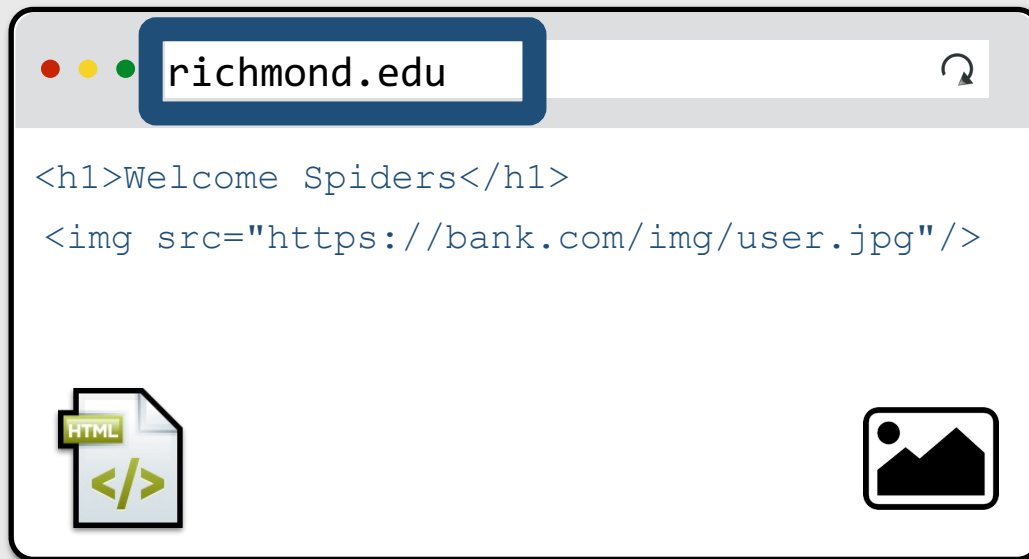 richmond.edu
<h1>Welcome Spiders</h1>
<img src="https://bank.com/img/user.jpg"/>
HTML
</>